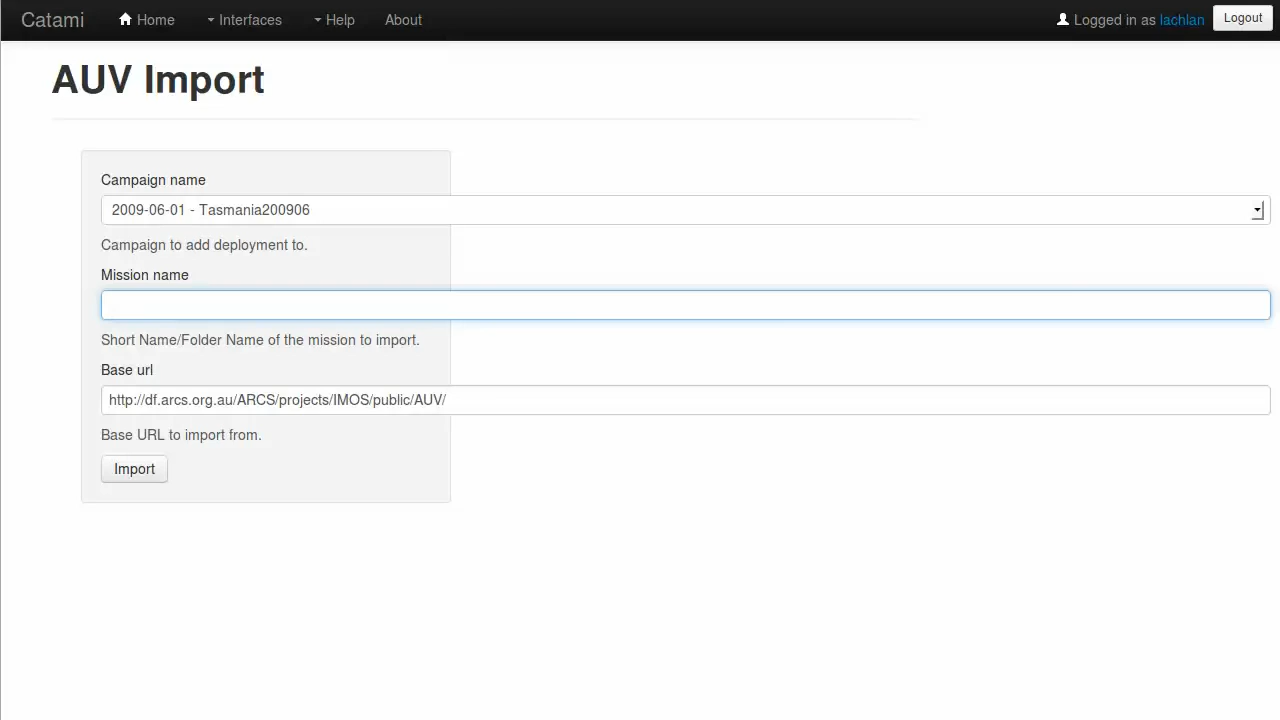 Catami Home Interfaces Help About Logged in as lachlan Logout
AUV Import
Campaign name
2009-06-01 - Tasmania200906
Campaign to add deployment to.
Mission name
Short Name/Folder Name of the mission to import.
Base url
http://df.arcs.org.au/ARCS/projects/IMOS/public/AUV/
Base URL to import from.
Import